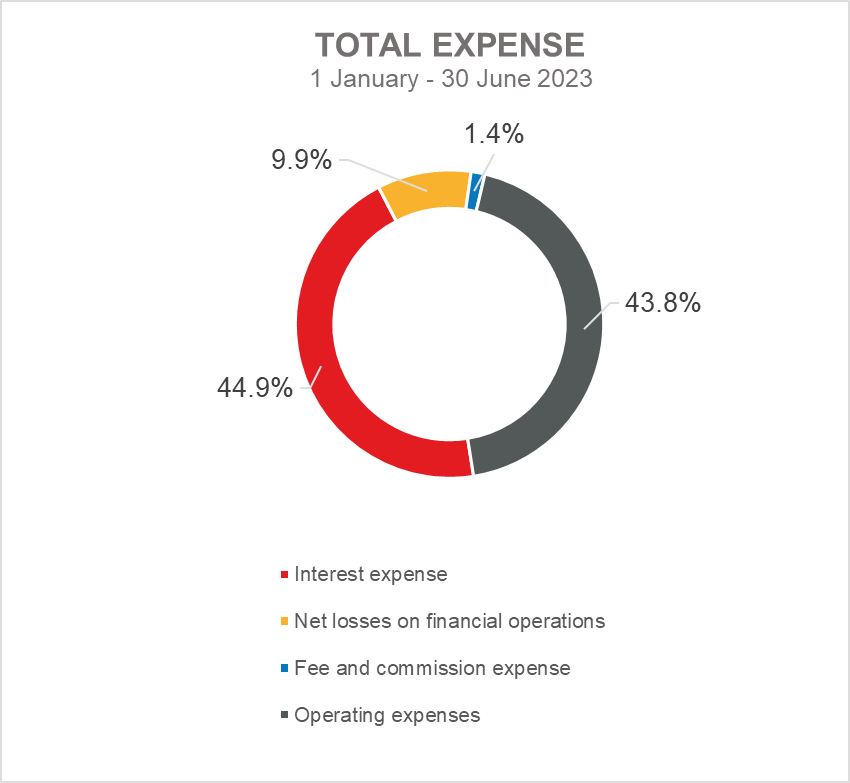 TOTAL EXPENSE
1 January - 30 June 2023
1.4%
9.9%
43.8%
44.9%
Interest expense
Net losses on financial operations
Fee and commission expense
Operating expenses